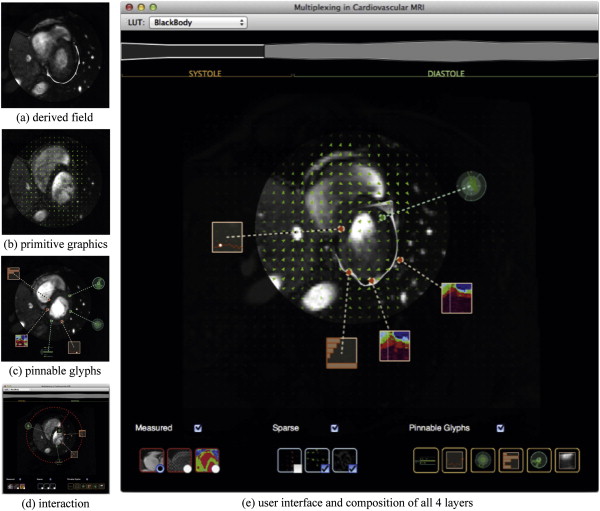 Multiplexing in Cardiovascular MRI
LUT: BlackBody
SYSTOLE DIASTOLE
(a) derived field
(b) primitive graphics
(c) pinnable glyphs
Measured Sparse Pinnable Glyphs
(d) interaction
(e) user interface and composition of all 4 layers